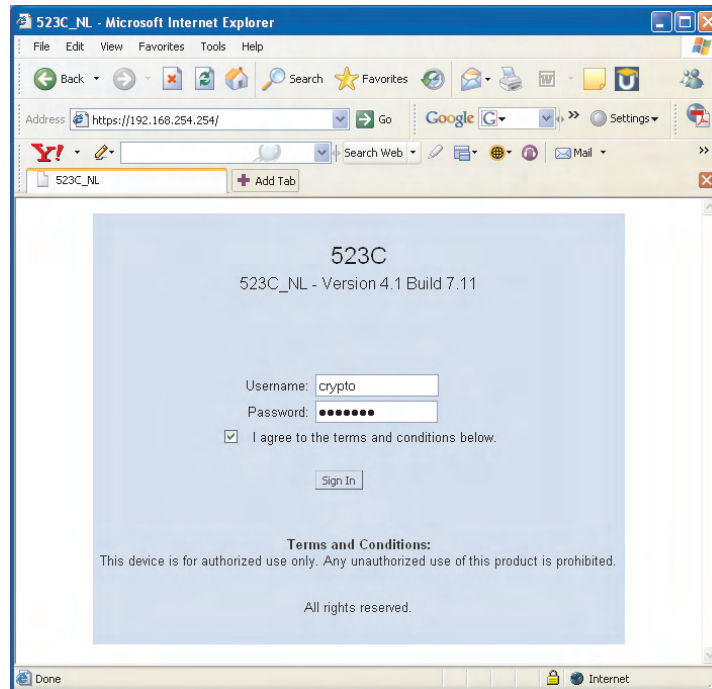 523C_NL - Microsoft Internet Explorer
File Edit View Favorites Tools Help
Back Search Favorites
Address https://192.168.254.254/ Go Google G Settings
Y! Search Web Mail
523C_NL Add Tab
523C
523C_NL - Version 4.1 Build 7.11
Username: crypto
Password: •••••••
I agree to the terms and conditions below.
Sign In
Terms and Conditions:
This device is for authorized use only. Any unauthorized use of this product is prohibited.
All rights reserved.
Done Internet